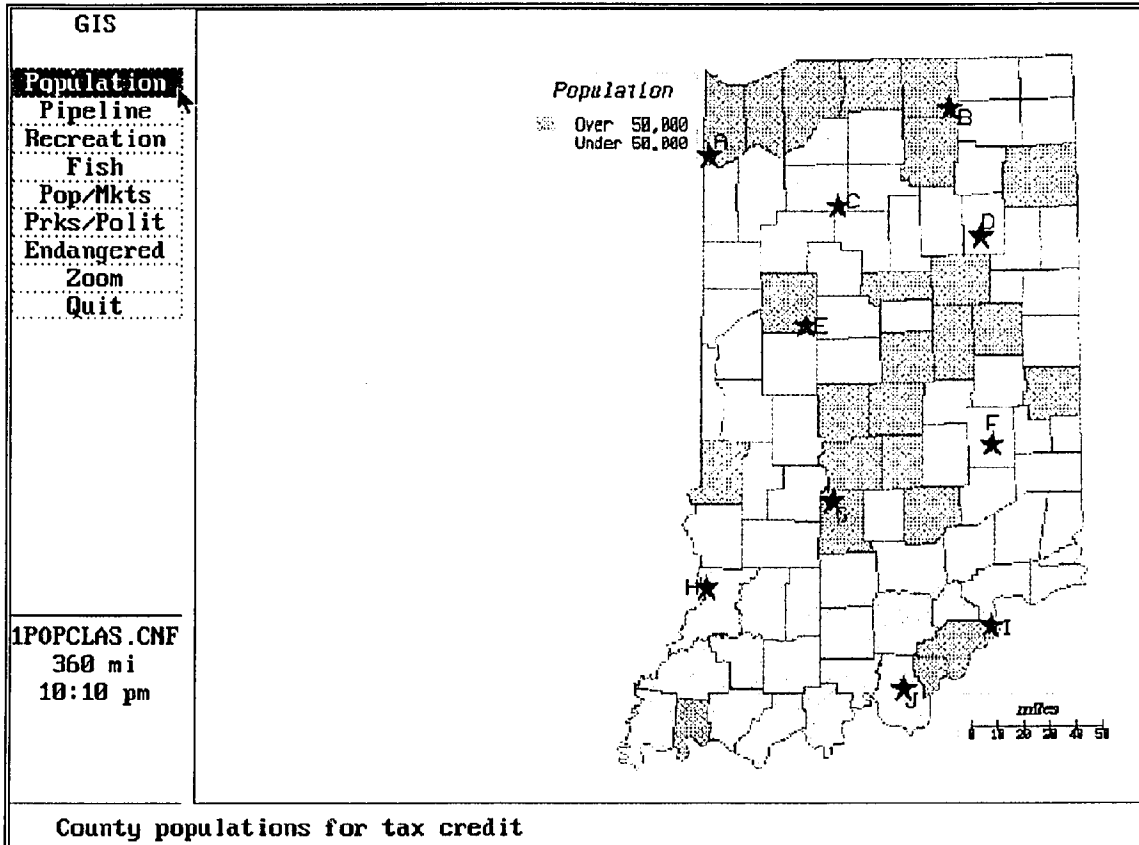 GIS
Population
Pipeline
Recreation
Fish
Pop/Mkts
Prks/Polit
Endangered
Zoom
Quit
1POPCLAS.CNF
360 mi
10:10 pm
Population
Over 50,000
Under 50,000
A
B
C
D
E
F
H
I
J
miles
0 10 20 30 40 50
County populations for tax credit